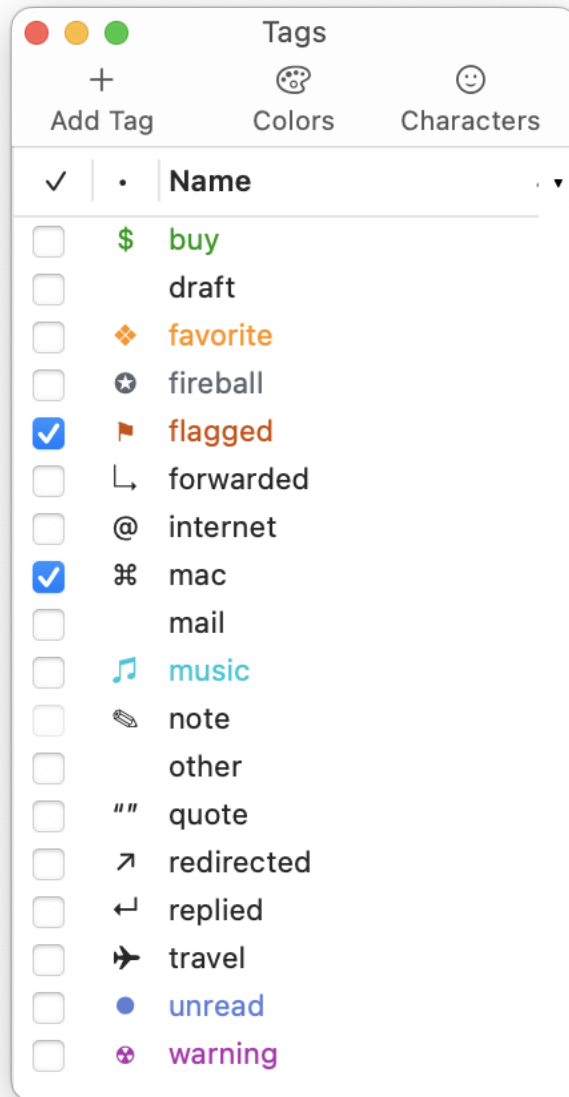 Tags
Add Tag Colors Characters
✓ • Name
$ buy
draft
❖ favorite
✪ fireball
⚑ flagged
forwarded
@ internet
⌘ mac
mail
♫ music
✎ note
other
“” quote
↗ redirected
↵ replied
✈ travel
● unread
☢ warning